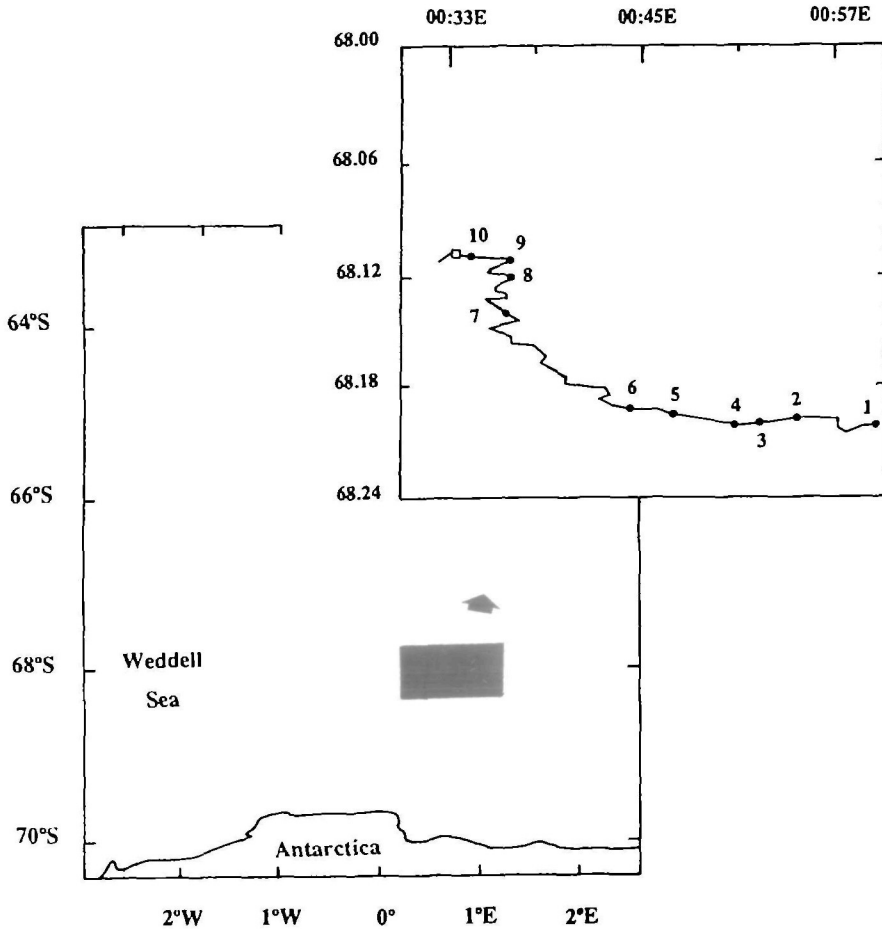 00:33E 00:45E 00:57E
68.00
68.06
10 9
8
68.12
7
64°S
68.18
6 5 4 2 1
3
68.24
66°S
68°S
Weddell
Sea
70°S
Antarctica
2°W 1°W 0° 1°E 2°E